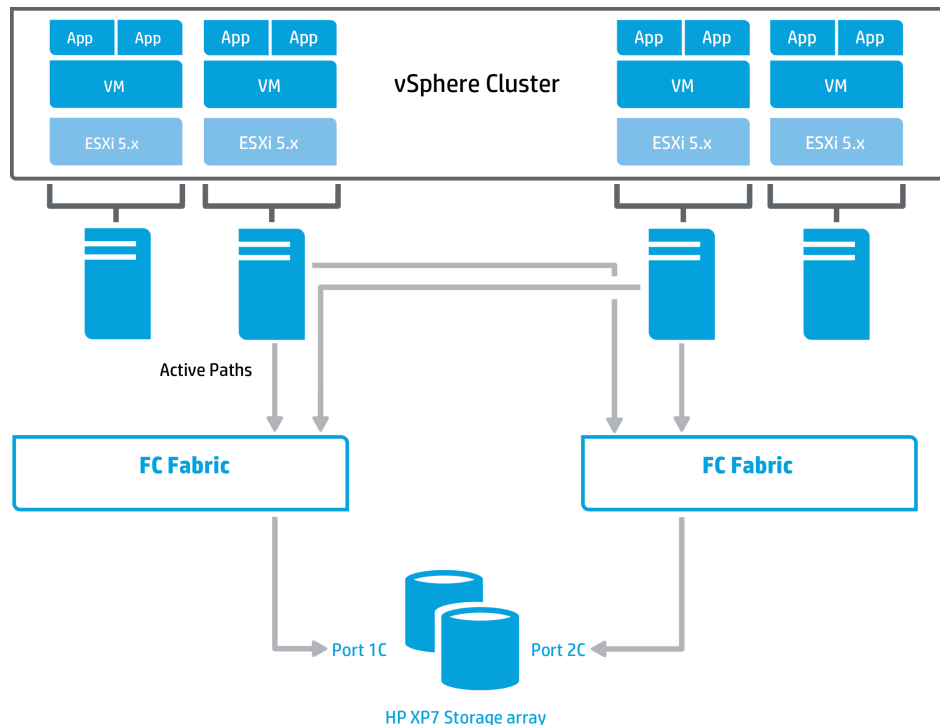 App App App App App App App App
VM VM vSphere Cluster VM VM
ESXi 5.x ESXi 5.x ESXi 5.x ESXi 5.x
Active Paths
FC Fabric FC Fabric
Port 1C Port 2C
HP XP7 Storage array